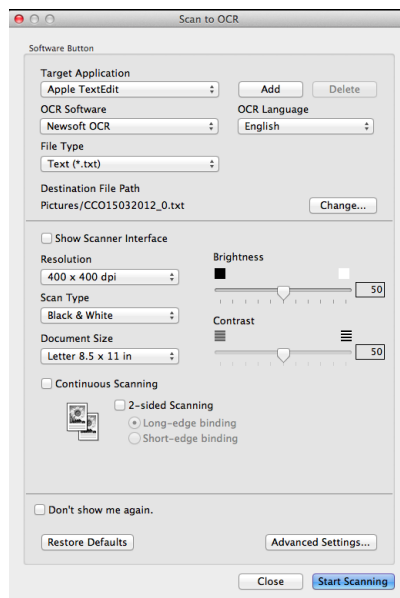 Scan to OCR
Software Button
Target Application
Apple TextEdit
Add
Delete
OCR Software
OCR Language
Newsoft OCR
English
File Type
Text (*.txt)
Destination File Path
Pictures/CCO15032012_0.txt
Change...
Show Scanner Interface
Resolution
Brightness
400 x 400 dpi
50
Scan Type
Black & White
Contrast
Document Size
Letter 8.5 x 11 in
50
Continuous Scanning
2-sided Scanning
Long-edge binding
Short-edge binding
Don't show me again.
Restore Defaults
Advanced Settings...
Close
Start Scanning